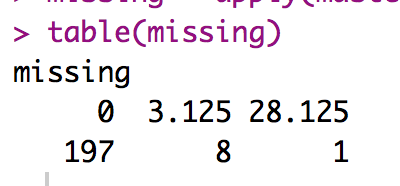 > table(missing)
missing
0 3.125 28.125
197 8 1